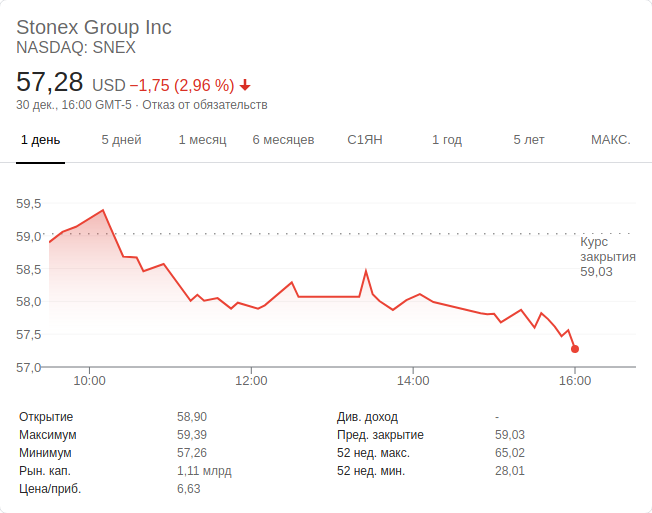 Stonex Group Inc
NASDAQ: SNEX
57,28 USD −1,75 (2,96 %)
30 дек., 16:00 GMT-5 · Отказ от обязательств
1 день 5 дней 1 месяц 6 месяцев С1ЯН 1 год 5 лет МАКС.
59,5
59,0
58,5
58,0
57,5
57,0
Курс
закрытия
59,03
10:00 12:00 14:00 16:00
Открытие 58,90 Див. доход -
Максимум 59,39 Пред. закрытие 59,03
Минимум 57,26 52 нед. макс. 65,02
Рын. кап. 1,11 млрд 52 нед. мин. 28,01
Цена/приб. 6,63